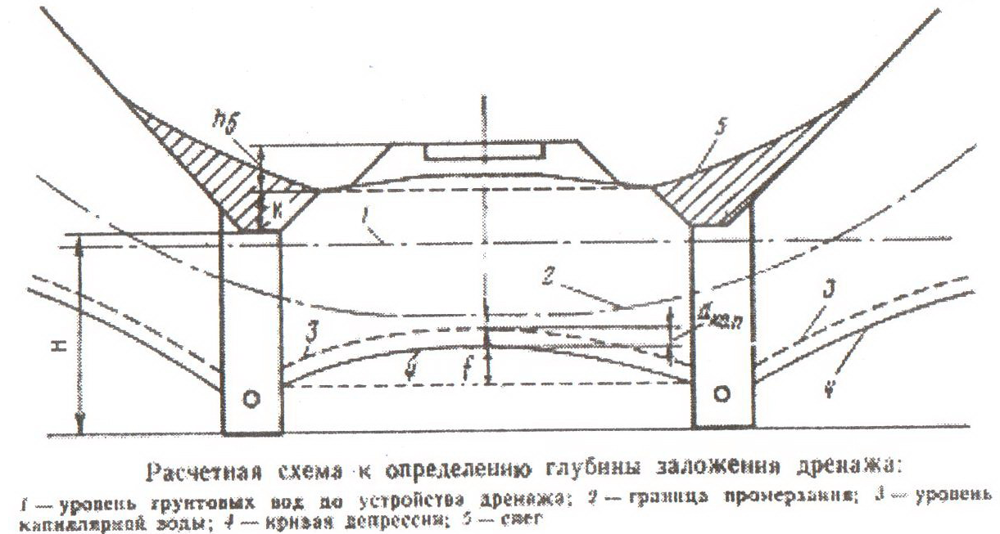 hб
5
К
1
2
3
aкап
3
H
4
f
4
Расчетная схема к определению глубины заложения дренажа:
1 — уровень грунтовых вод до устройства дренажа; 2 — граница промерзания; 3 — уровень
капиллярной воды; 4 — кривая депрессии; 5 — снег